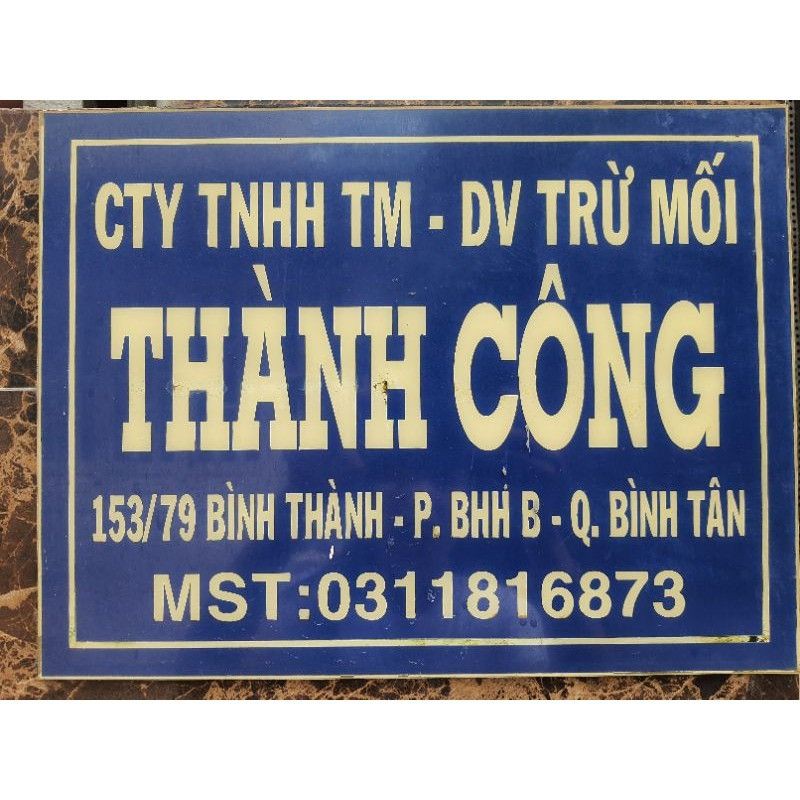 CTY TNHH TM - DV TRỪ MỐI
THÀNH CÔNG
153/79 BÌNH THÀNH - P. BHH B - Q. BÌNH TÂN
MST:0311816873